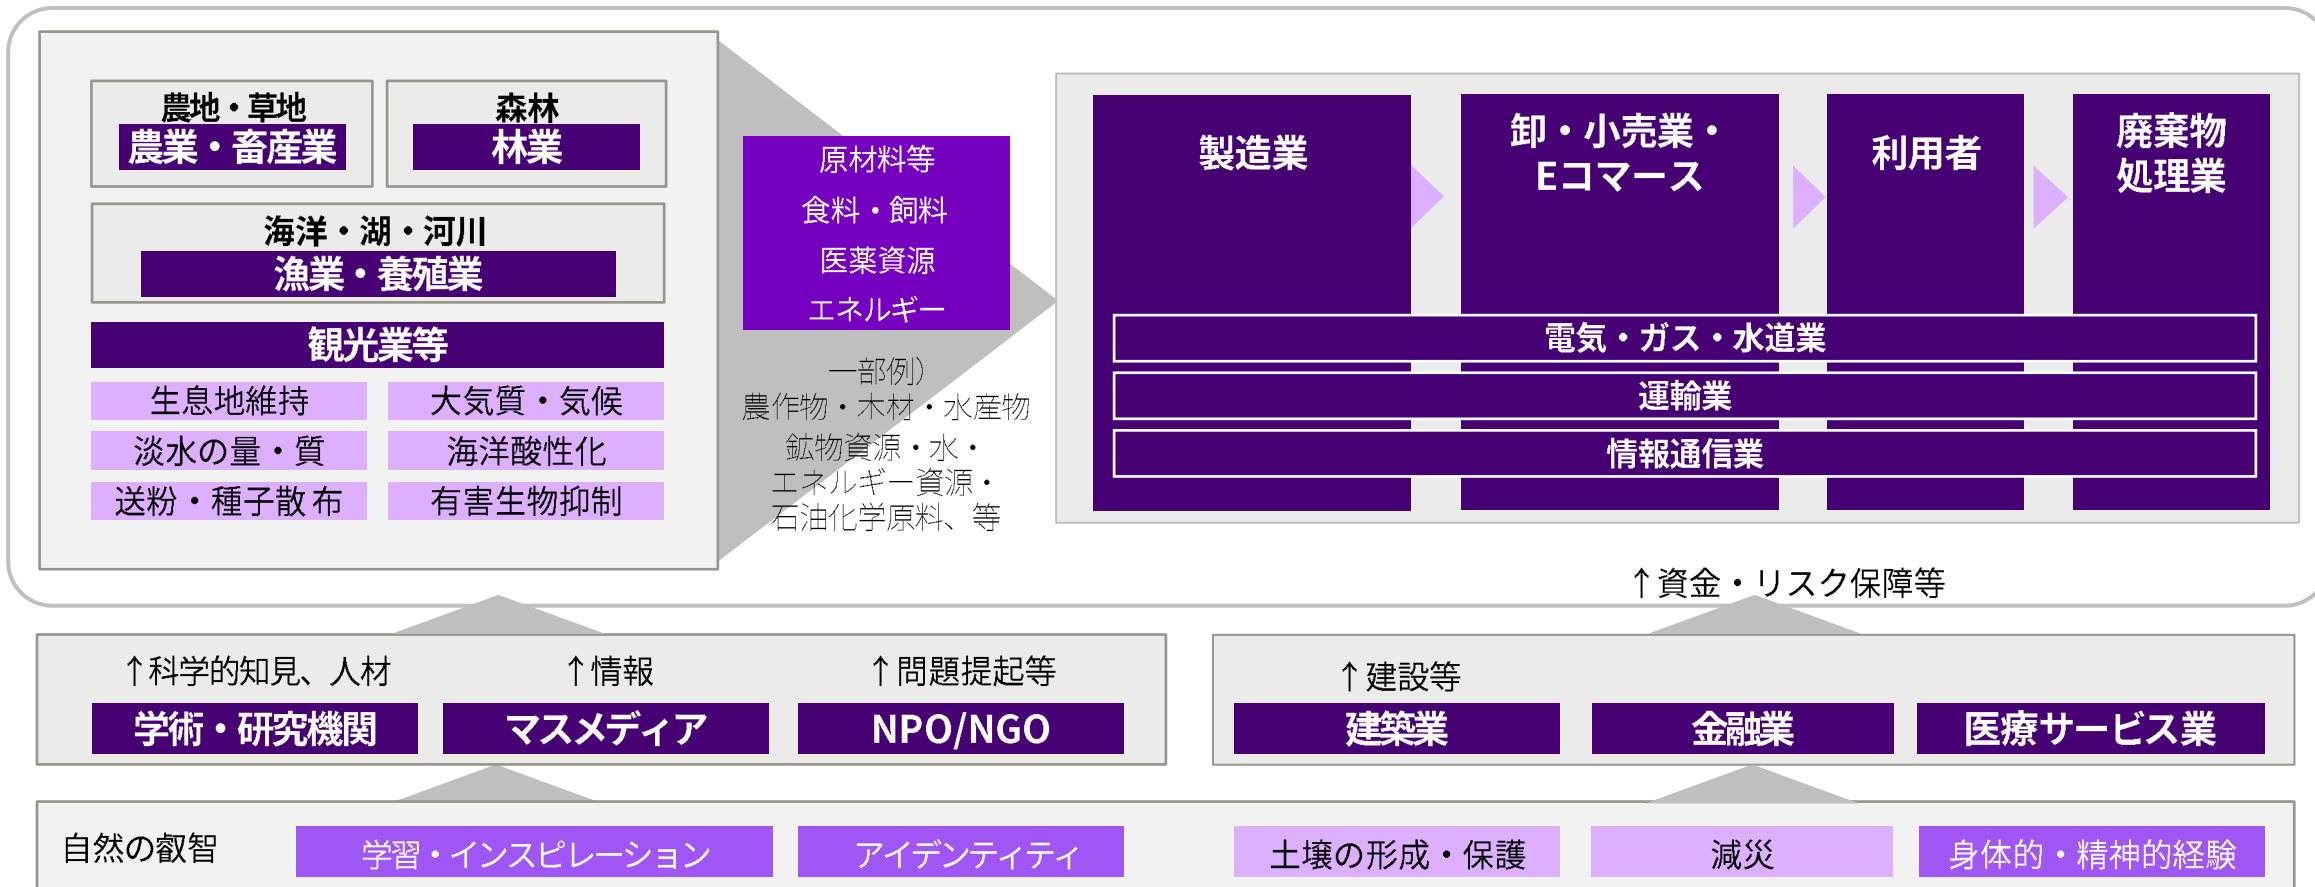 農地・草地
農業・畜産業
森林
林業
海洋・湖・河川
漁業・養殖業
観光業等
生息地維持
大気質・気候
淡水の量・質
海洋酸性化
送粉・種子散布
有害生物抑制
原材料等
食料・飼料
医薬資源
エネルギー
一部例）
農作物・木材・水産物
鉱物資源・水・
エネルギー資源・
石油化学原料、等
製造業
卸・小売業・
Eコマース
利用者
廃棄物
処理業
電気・ガス・水道業
運輸業
情報通信業
↑資金・リスク保障等
↑科学的知見、人材
↑情報
↑問題提起等
学術・研究機関
マスメディア
NPO/NGO
↑建設等
建築業
金融業
医療サービス業
自然の叡智
学習・インスピレーション
アイデンティティ
土壌の形成・保護
減災
身体的・精神的経験